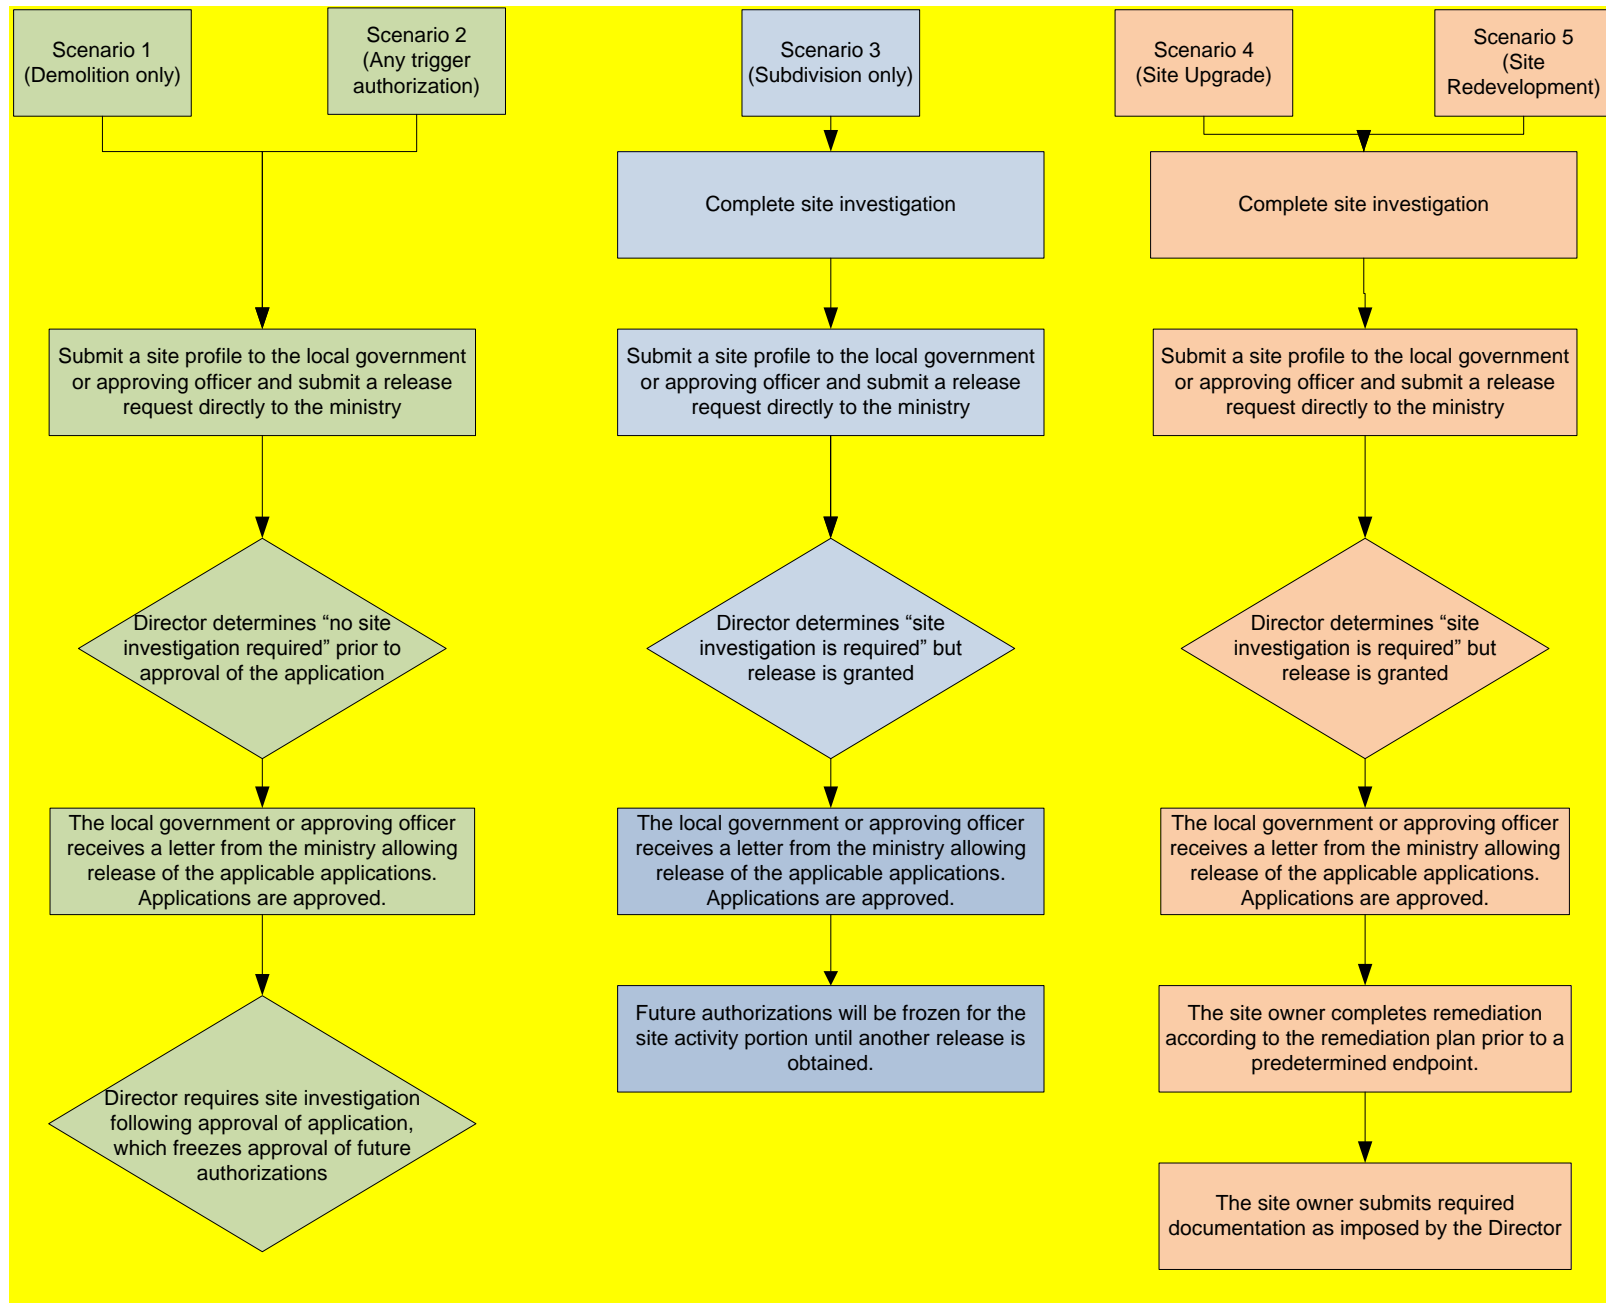 Scenario 1
(Demolition only)
Scenario 2
(Any trigger
authorization)
Submit a site profile to the local government
or approving officer and submit a release
request directly to the ministry
Director determines “no site
investigation required” prior to
approval of the application
The local government or approving officer
receives a letter from the ministry allowing
release of the applicable applications.
Applications are approved.
Director requires site investigation
following approval of application,
which freezes approval of future
authorizations
Scenario 3
(Subdivision only)
Complete site investigation
Submit a site profile to the local government
or approving officer and submit a release
request directly to the ministry
Director determines “site
investigation is required” but
release is granted
The local government or approving officer
receives a letter from the ministry allowing
release of the applicable applications.
Applications are approved.
Future authorizations will be frozen for the
site activity portion until another release is
obtained.
Scenario 4
(Site Upgrade)
Scenario 5
(Site
Redevelopment)
Complete site investigation
Submit a site profile to the local government
or approving officer and submit a release
request directly to the ministry
Director determines “site
investigation is required” but
release is granted
The local government or approving officer
receives a letter from the ministry allowing
release of the applicable applications.
Applications are approved.
The site owner completes remediation
according to the remediation plan prior to a
predetermined endpoint.
The site owner submits required
documentation as imposed by the Director